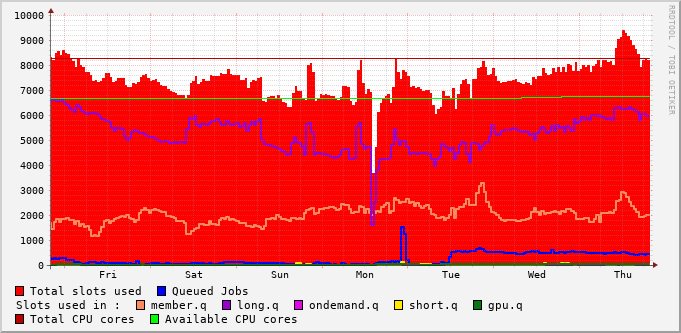 10000
9000
8000
7000
6000
5000
4000
3000
2000
1000
0
Fri Sat Sun Mon Tue Wed Thu
RRDTOOL / TOBI OETIKER
Total slots used Queued Jobs
Slots used in : member.q long.q ondemand.q short.q gpu.q
Total CPU cores Available CPU cores